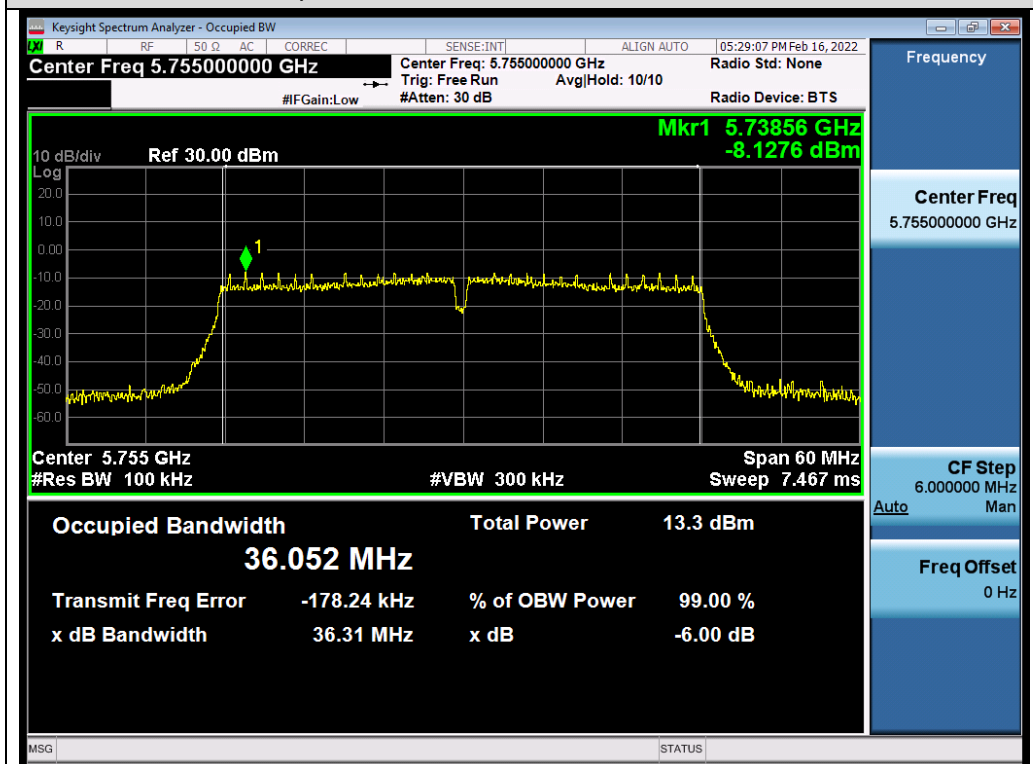 Keysight Spectrum Analyzer - Occupied BW
LXI R RF 50 Ω AC CORREC SENSE:INT ALIGN AUTO 05:29:07 PM Feb 16, 2022
Center Freq 5.755000000 GHz Center Freq: 5.755000000 GHz Radio Std: None
Trig: Free Run Avg|Hold: 10/10
#IFGain:Low #Atten: 30 dB Radio Device: BTS
Frequency
Mkr1 5.73856 GHz
-8.1276 dBm
10 dB/div Ref 30.00 dBm
Log
20.0
10.0
0.00
1
-10.0
-20.0
-30.0
-40.0
-50.0
-60.0
Center 5.755 GHz Span 60 MHz
#Res BW 100 kHz #VBW 300 kHz Sweep 7.467 ms
Center Freq
5.755000000 GHz
CF Step
6.000000 MHz
Auto Man
Freq Offset
0 Hz
Occupied Bandwidth Total Power 13.3 dBm
36.052 MHz
Transmit Freq Error -178.24 kHz % of OBW Power 99.00 %
x dB Bandwidth 36.31 MHz x dB -6.00 dB
MSG STATUS